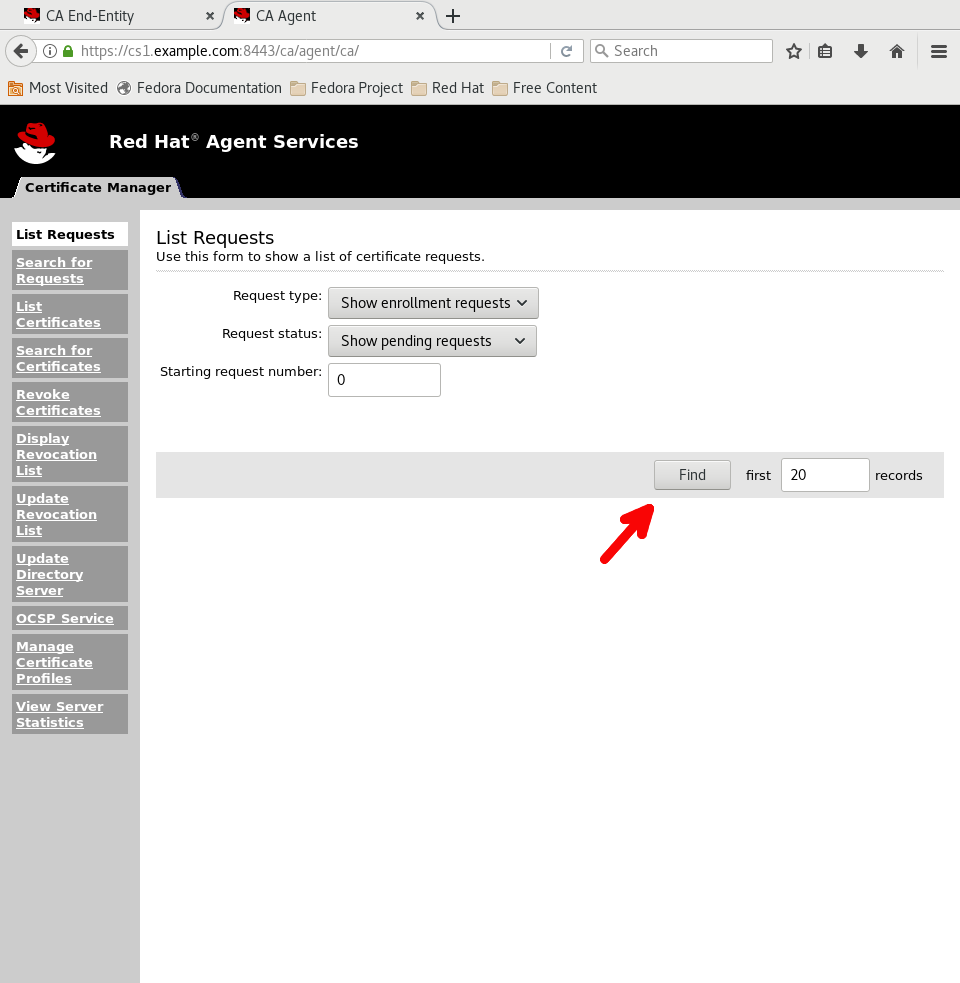 CA End-Entity
CA Agent
https://cs1.example.com:8443/ca/agent/ca/
Search
Most Visited
Fedora Documentation
Fedora Project
Red Hat
Free Content
Red Hat® Agent Services
Certificate Manager
List Requests
Search for
Requests
List
Certificates
Search for
Certificates
Revoke
Certificates
Display
Revocation
List
Update
Revocation
List
Update
Directory
Server
OCSP Service
Manage
Certificate
Profiles
View Server
Statistics
List Requests
Use this form to show a list of certificate requests.
Request type: Show enrollment requests
Request status: Show pending requests
Starting request number: 0
Find first 20 records